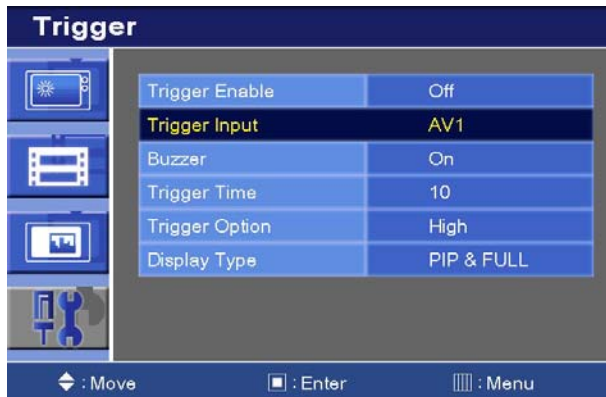 Trigger
Trigger Enable Off
Trigger Input AV1
Buzzer On
Trigger Time 10
Trigger Option High
Display Type PIP & FULL
: Move : Enter : Menu